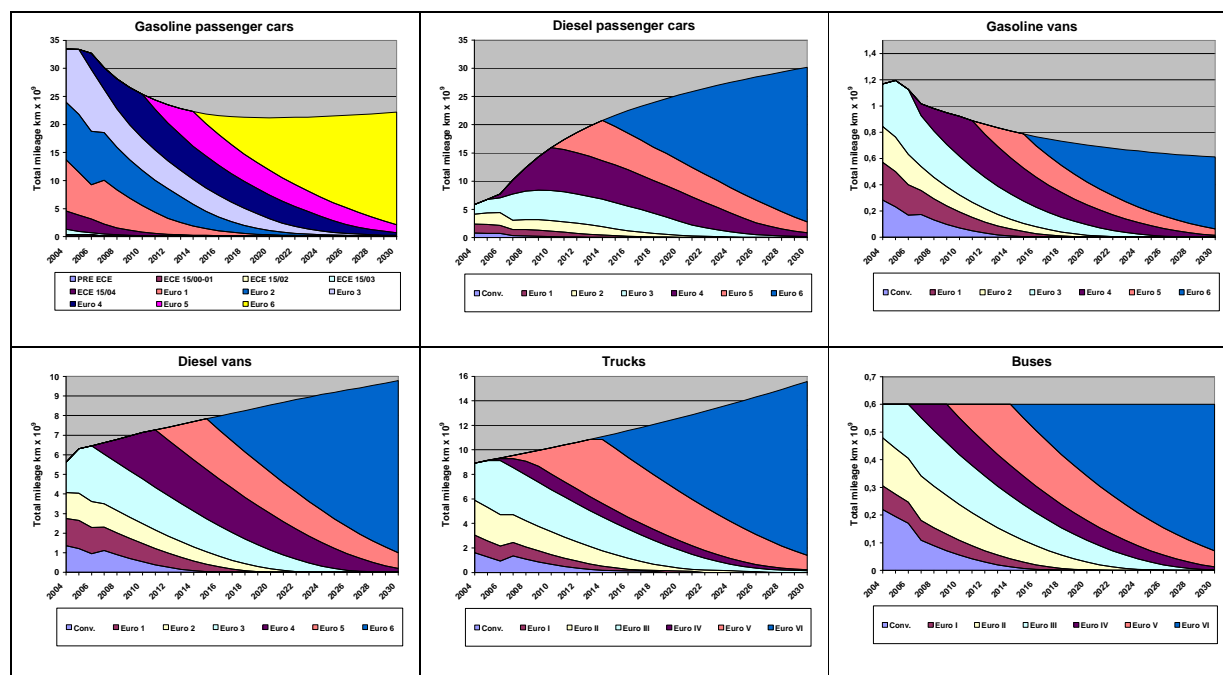 Gasoline passenger cars
Total mileage km x 10⁹
35
30
25
20
15
10
5
0
2004 2006 2008 2010 2012 2014 2016 2018 2020 2022 2024 2026 2028 2030
PRE ECE ECE 15/00-01 ECE 15/02 ECE 15/03
ECE 15/04 Euro 1 Euro 2 Euro 3
Euro 4 Euro 5 Euro 6
Diesel passenger cars
Total mileage km x 10⁹
35
30
25
20
15
10
5
0
2004 2006 2008 2010 2012 2014 2016 2018 2020 2022 2024 2026 2028 2030
Conv. Euro 1 Euro 2 Euro 3 Euro 4 Euro 5 Euro 6
Gasoline vans
Total mileage km x 10⁹
1,4
1,2
1
0,8
0,6
0,4
0,2
0
2004 2006 2008 2010 2012 2014 2016 2018 2020 2022 2024 2026 2028 2030
Conv. Euro 1 Euro 2 Euro 3 Euro 4 Euro 5 Euro 6
Diesel vans
Total mileage km x 10⁹
10
9
8
7
6
5
4
3
2
1
0
2004 2006 2008 2010 2012 2014 2016 2018 2020 2022 2024 2026 2028 2030
Conv. Euro 1 Euro 2 Euro 3 Euro 4 Euro 5 Euro 6
Trucks
Total mileage km x 10⁹
16
14
12
10
8
6
4
2
0
2004 2006 2008 2010 2012 2014 2016 2018 2020 2022 2024 2026 2028 2030
Conv. Euro I Euro II Euro III Euro IV Euro V Euro VI
Buses
Total mileage km x 10⁹
0,7
0,6
0,5
0,4
0,3
0,2
0,1
0
2004 2006 2008 2010 2012 2014 2016 2018 2020 2022 2024 2026 2028 2030
Conv. Euro I Euro II Euro III Euro IV Euro V Euro VI